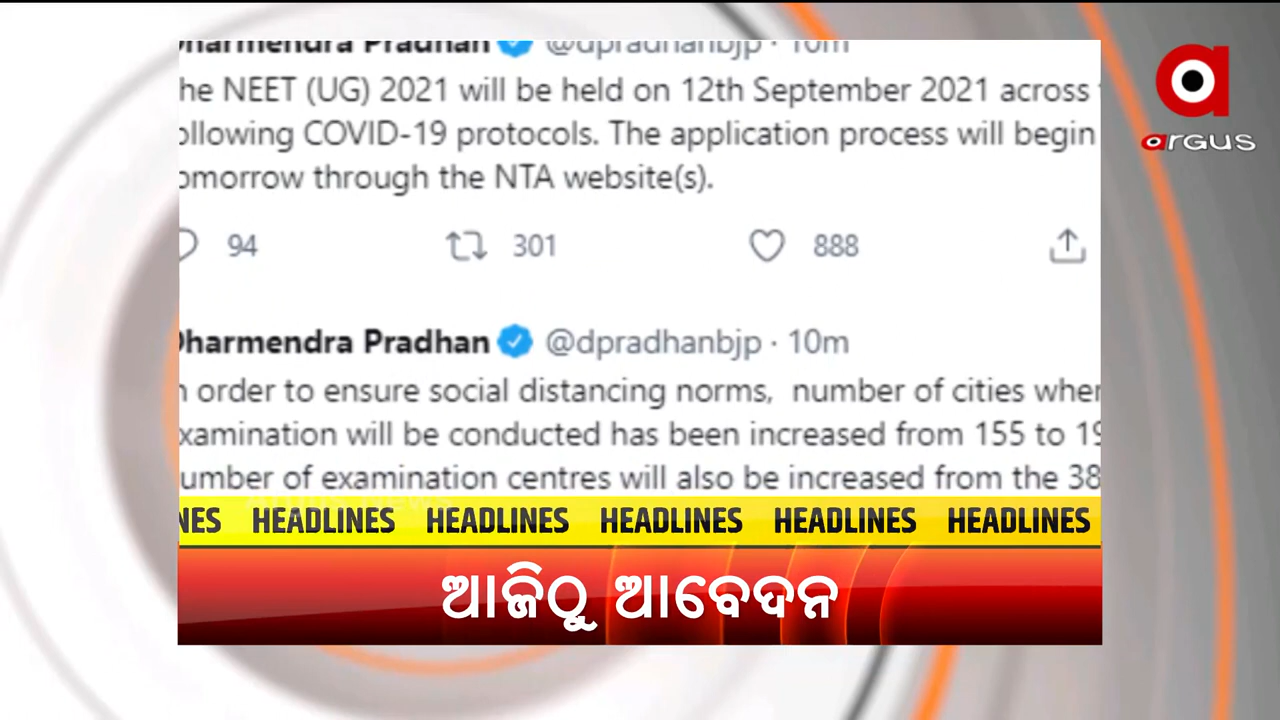 Dharmendra Pradhan @dpradhanbjp · 10m
he NEET (UG) 2021 will be held on 12th September 2021 across
ollowing COVID-19 protocols. The application process will begin
omorrow through the NTA website(s).
94 301 888
Dharmendra Pradhan @dpradhanbjp · 10m
n order to ensure social distancing norms, number of cities wher
xamination will be conducted has been increased from 155 to 19
umber of examination centres will also be increased from the 38
Argus News
NES HEADLINES HEADLINES HEADLINES HEADLINES HEADLINES
ଆଜିଠୁ ଆବେଦନ
a
argus